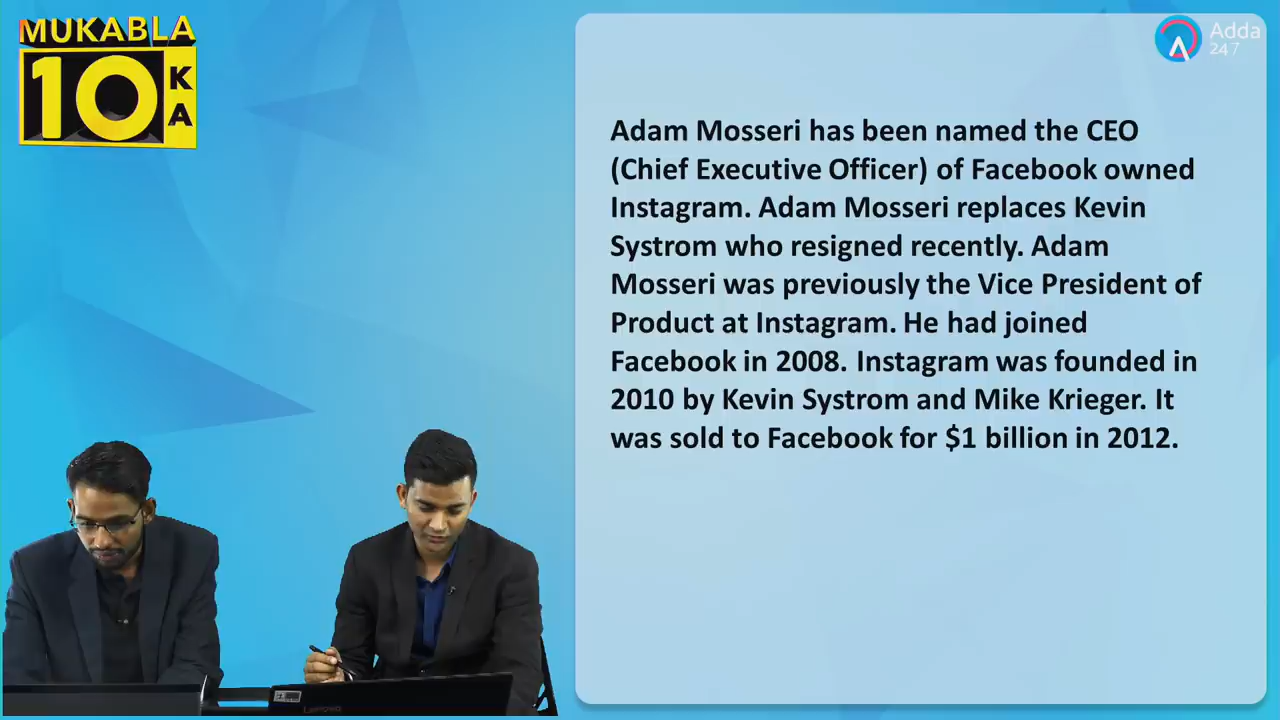 MUKABLA
10 KA
Adda
247
Adam Mosseri has been named the CEO
(Chief Executive Officer) of Facebook owned
Instagram. Adam Mosseri replaces Kevin
Systrom who resigned recently. Adam
Mosseri was previously the Vice President of
Product at Instagram. He had joined
Facebook in 2008. Instagram was founded in
2010 by Kevin Systrom and Mike Krieger. It
was sold to Facebook for $1 billion in 2012.
Lenovo